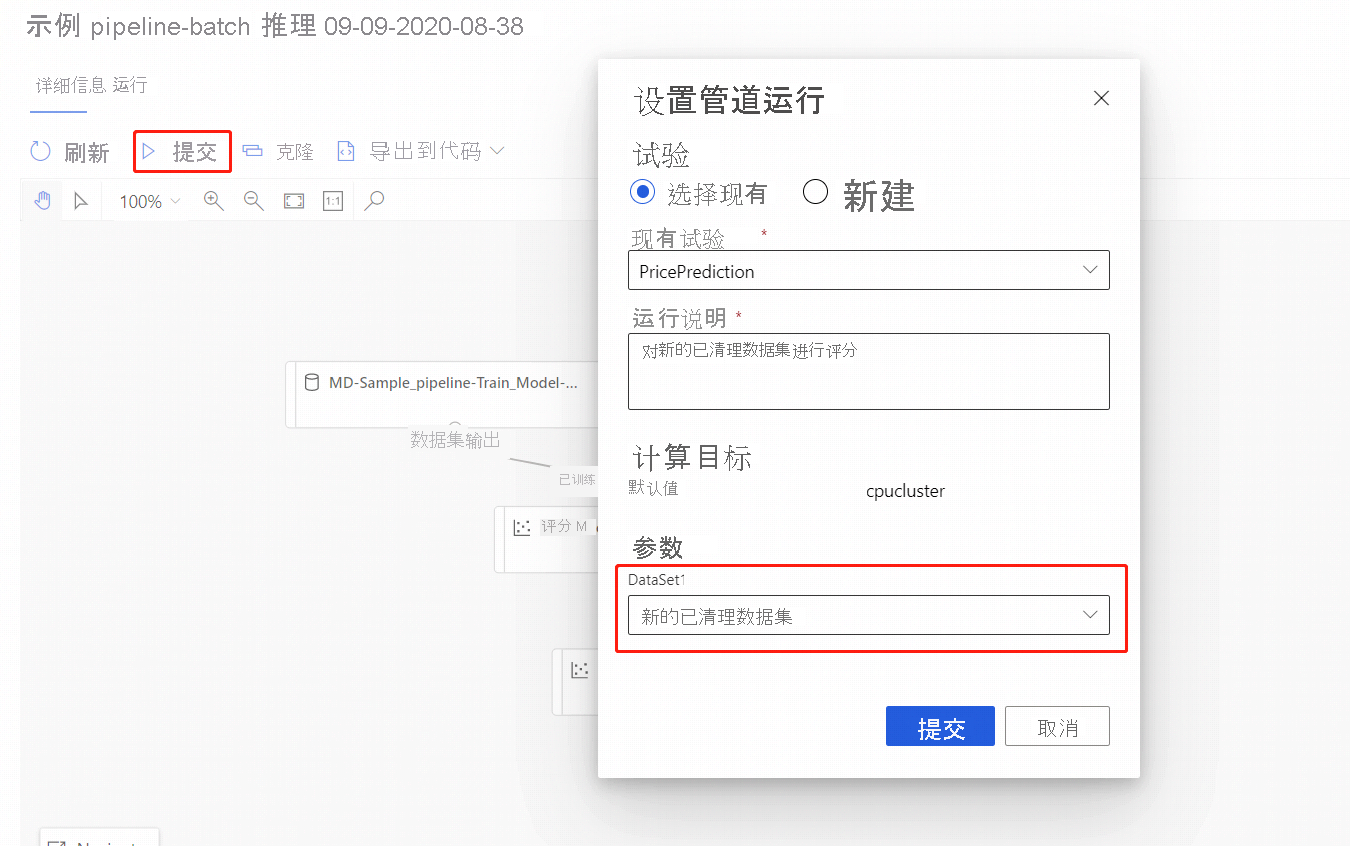 示例 pipeline-batch 推理 09-09-2020-08-38
详细信息 运行
刷新 提交 克隆 导出到代码
100% 1:1
MD-Sample_pipeline-Train_Model-...
数据集输出
已训练
评分 M
设置管道运行
试验
选择现有 新建
现有试验 *
PricePrediction
运行说明 *
对新的已清理数据集进行评分
计算目标
默认值 cpucluster
参数
DataSet1
新的已清理数据集
提交 取消